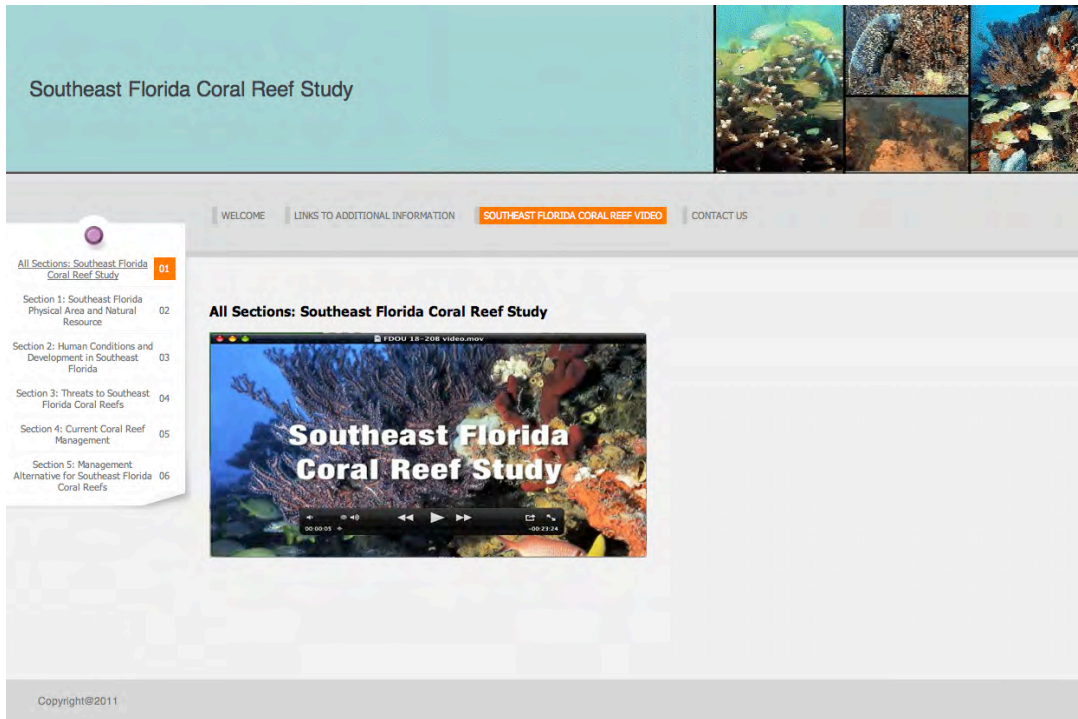 Southeast Florida Coral Reef Study
WELCOME
LINKS TO ADDITIONAL INFORMATION
SOUTHEAST FLORIDA CORAL REEF VIDEO
CONTACT US
All Sections: Southeast Florida
Coral Reef Study
01
Section 1: Southeast Florida
Physical Area and Natural
Resource
02
Section 2: Human Conditions and
Development in Southeast
Florida
03
Section 3: Threats to Southeast
Florida Coral Reefs
04
Section 4: Current Coral Reef
Management
05
Section 5: Management
Alternative for Southeast Florida
Coral Reefs
06
All Sections: Southeast Florida Coral Reef Study
FDOU 18-20B video.mov
Southeast Florida
Coral Reef Study
00:00:05
-00:23:24
Copyright@2011